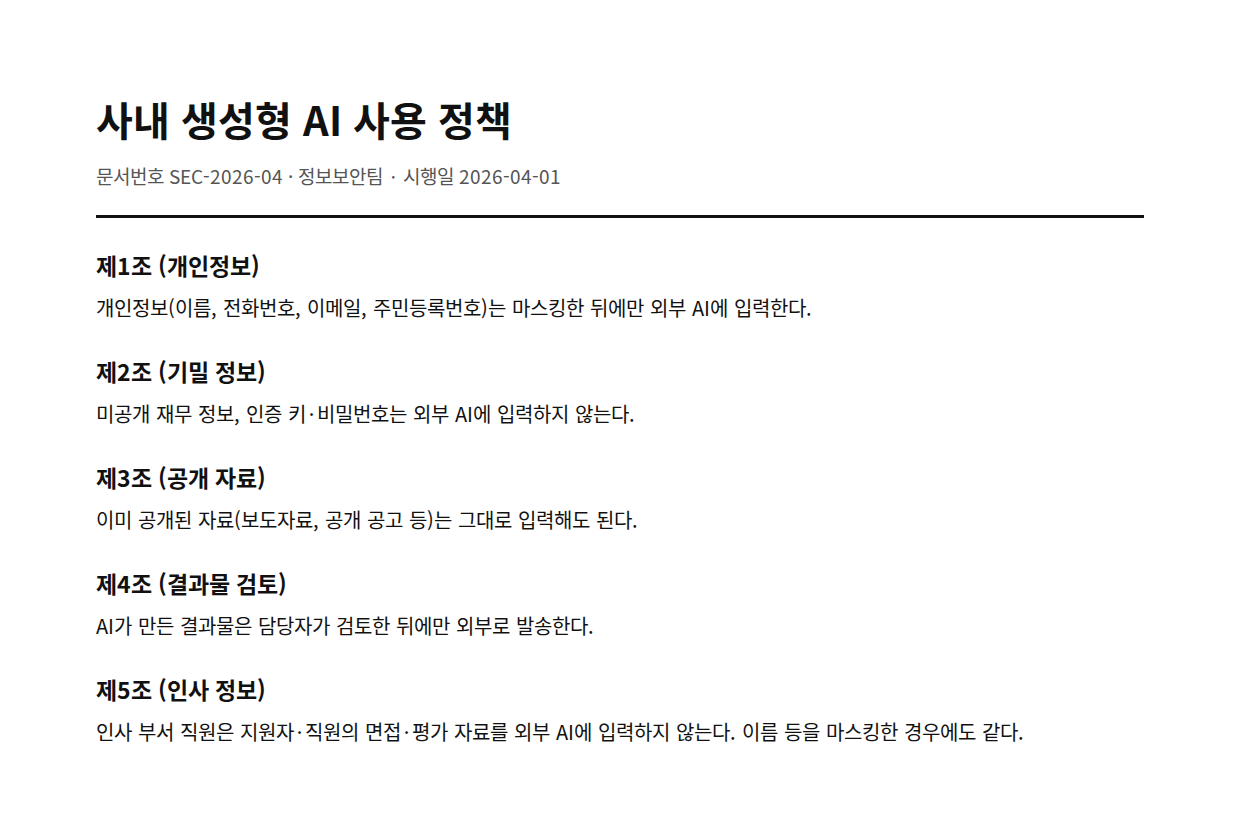 사내 생성형 AI 사용 정책
문서번호 SEC-2026-04 · 정보보안팀 · 시행일 2026-04-01
제1조 (개인정보)
개인정보(이름, 전화번호, 이메일, 주민등록번호)는 마스킹한 뒤에만 외부 AI에 입력한다.
제2조 (기밀 정보)
미공개 재무 정보, 인증 키·비밀번호는 외부 AI에 입력하지 않는다.
제3조 (공개 자료)
이미 공개된 자료(보도자료, 공개 공고 등)는 그대로 입력해도 된다.
제4조 (결과물 검토)
AI가 만든 결과물은 담당자가 검토한 뒤에만 외부로 발송한다.
제5조 (인사 정보)
인사 부서 직원은 지원자·직원의 면접·평가 자료를 외부 AI에 입력하지 않는다. 이름 등을 마스킹한 경우에도 같다.